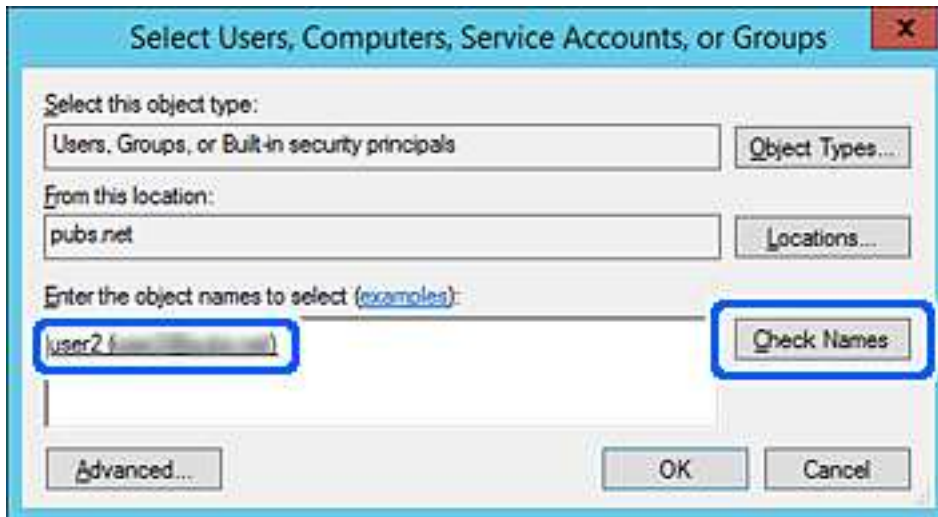 Select Users, Computers, Service Accounts, or Groups
x
Select this object type:
Users, Groups, or Built-in security principals
Object Types...
From this location:
pubs.net
Locations...
Enter the object names to select (examples):
user2 (
Check Names
Advanced...
OK
Cancel